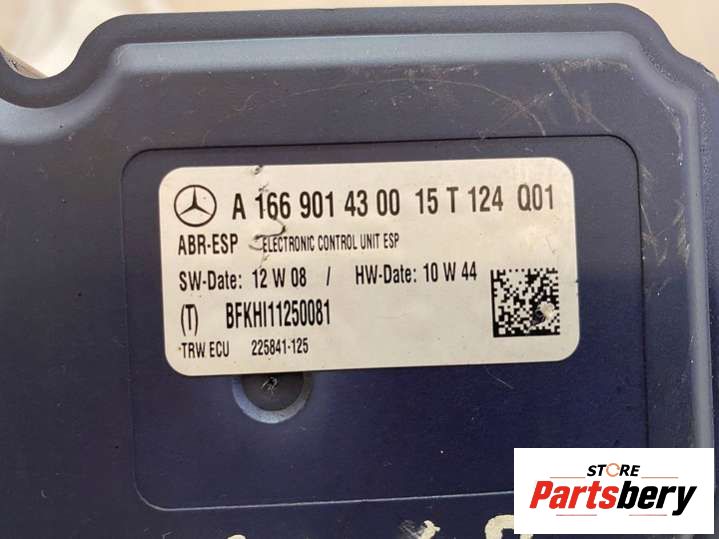 A 166 901 43 00 15 T 124 Q01
ABR-ESP ELECTRONIC CONTROL UNIT ESP
SW-Date: 12 W 08 / HW-Date: 10 W 44
(T) BFKHI11250081
TRW ECU 225841-125
STORE
Partsbery